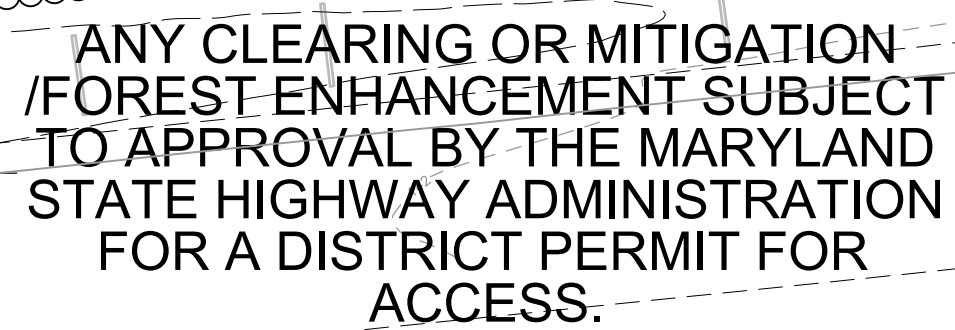 ANY CLEARING OR MITIGATION
/FOREST ENHANCEMENT SUBJECT
TO APPROVAL BY THE MARYLAND
STATE HIGHWAY ADMINISTRATION
FOR A DISTRICT PERMIT FOR
ACCESS.